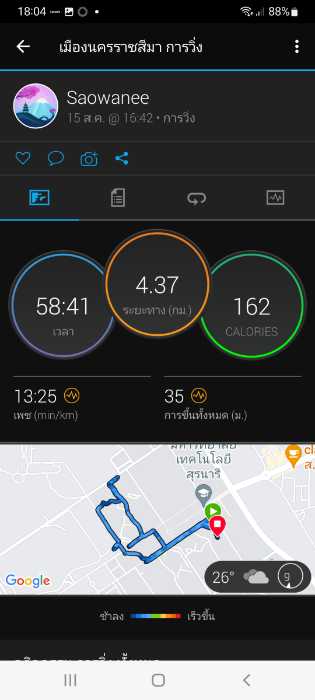 18:04
88%
เมืองนครราชสีมา การวิ่ง
Saowanee
15 ส.ค. @ 16:42 • การวิ่ง
58:41
เวลา
4.37
ระยะทาง (กม.)
162
CALORIES
13:25
เพซ (min/km)
35
การขึ้นทั้งหมด (ม.)
มหาวิทยาลัย
เทคโนโลยี
สุรนารี
Google
26°
9
ช้าลง
เร็วขึ้น